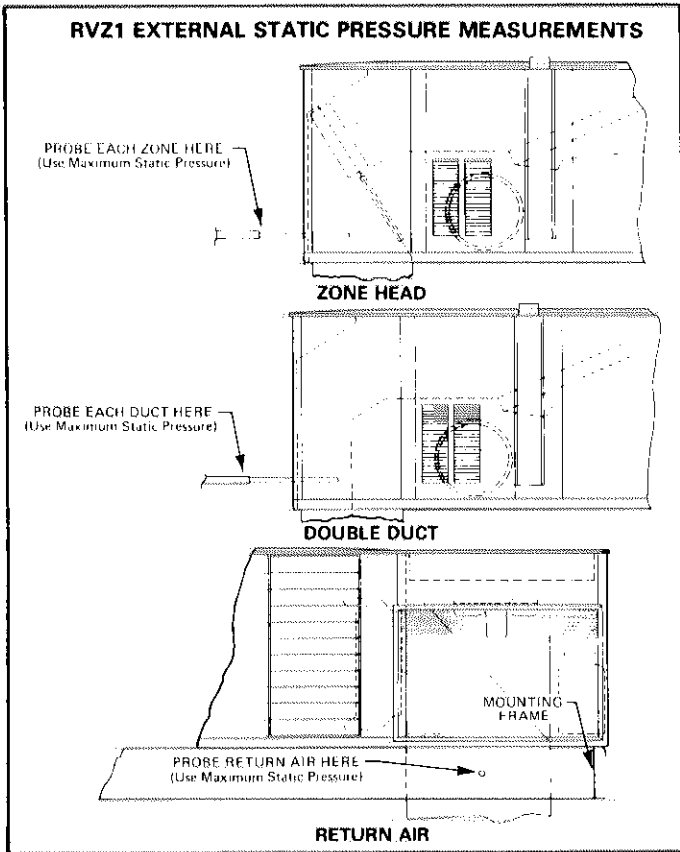 RVZ1 EXTERNAL STATIC PRESSURE MEASUREMENTS
PROBE EACH ZONE HERE
(Use Maximum Static Pressure)
ZONE HEAD
PROBE EACH DUCT HERE
(Use Maximum Static Pressure)
DOUBLE DUCT
MOUNTING
FRAME
PROBE RETURN AIR HERE
(Use Maximum Static Pressure)
RETURN AIR